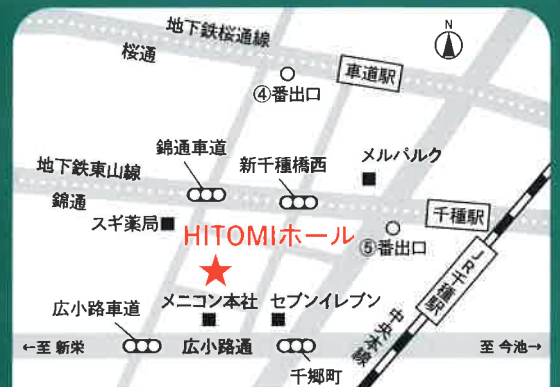 地下鉄桜通線
N
桜通
車道駅
④番出口
錦通車道
新千種橋西
メルパルク
地下鉄東山線
錦通
千種駅
スギ薬局
HITOMIホール
⑤番出口
JR千種駅
メニコン本社
セブンイレブン
広小路車道
中央本線
←至 新栄
広小路通
至 今池→
千郷町